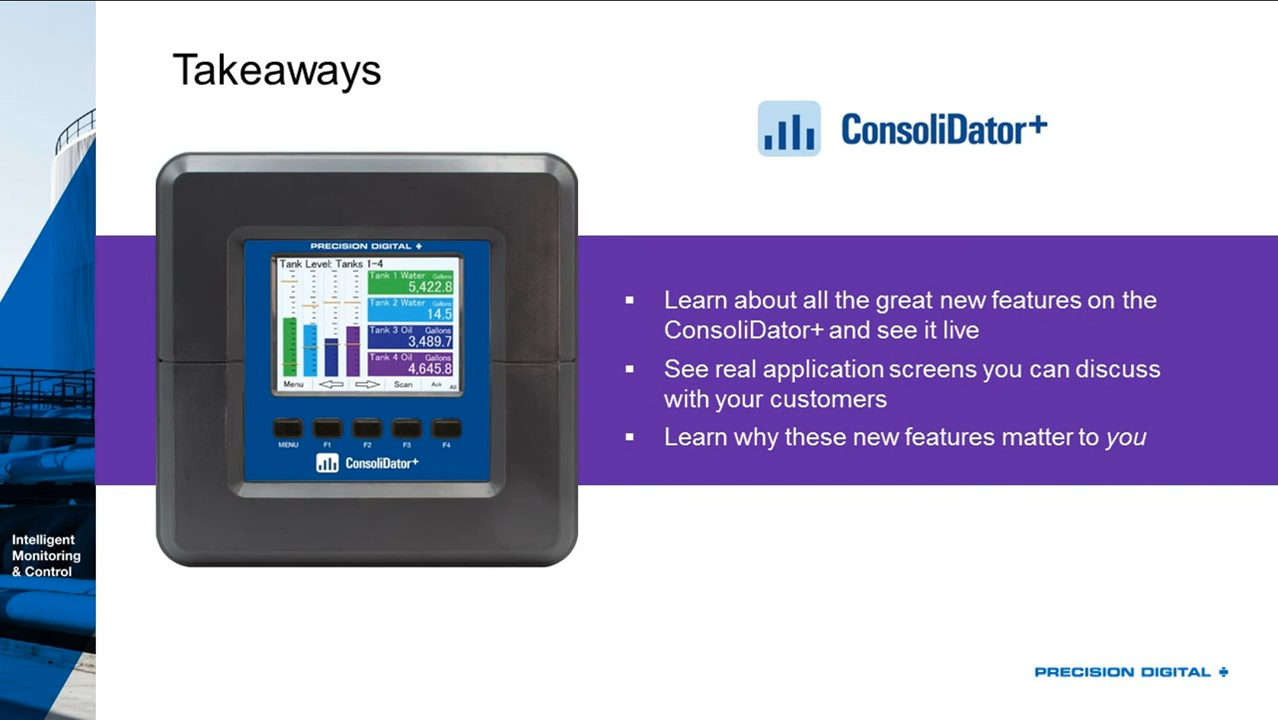 Takeaways
ConsoliDator+
PRECISION DIGITAL
Tank Level: Tanks 1-4
Tank 1 Water Gallons
5,422.8
Tank 2 Water Gallons
14.5
Tank 3 Oil Gallons
3,489.7
Tank 4 Oil Gallons
4,645.8
Menu Scan Ack All
MENU F1 F2 F3 F4
ConsoliDator+
▪ Learn about all the great new features on the
ConsoliDator+ and see it live
▪ See real application screens you can discuss
with your customers
▪ Learn why these new features matter to you
Intelligent
Monitoring
& Control
PRECISION DIGITAL